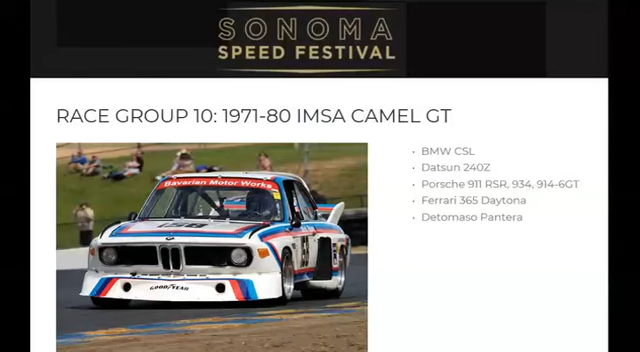 SONOMA
SPEED FESTIVAL
RACE GROUP 10: 1971-80 IMSA CAMEL GT
Bavarian Motor Works
GOODYEAR
• BMW CSL
• Datsun 240Z
• Porsche 911 RSR, 934, 914-6GT
• Ferrari 365 Daytona
• Detomaso Pantera